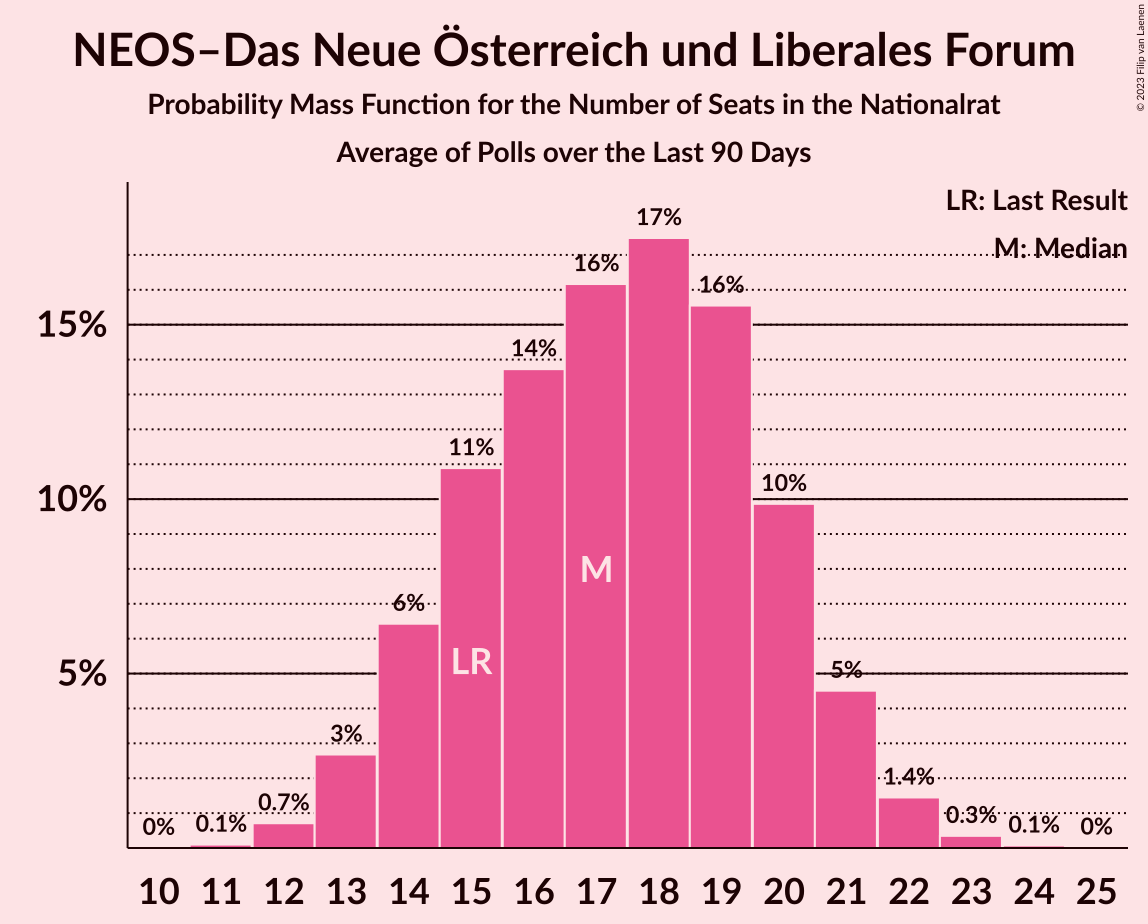 NEOS–Das Neue Österreich und Liberales Forum
Probability Mass Function for the Number of Seats in the Nationalrat
Average of Polls over the Last 90 Days
© 2023 Filip van Laenen
LR: Last Result
M: Median
17%
16%
16%
15%
14%
11%
10%
10%
6%
5%
5%
3%
1.4%
0.7%
0.3%
0%
0.1%
0.1%
0%
M
LR
10 11 12 13 14 15 16 17 18 19 20 21 22 23 24 25